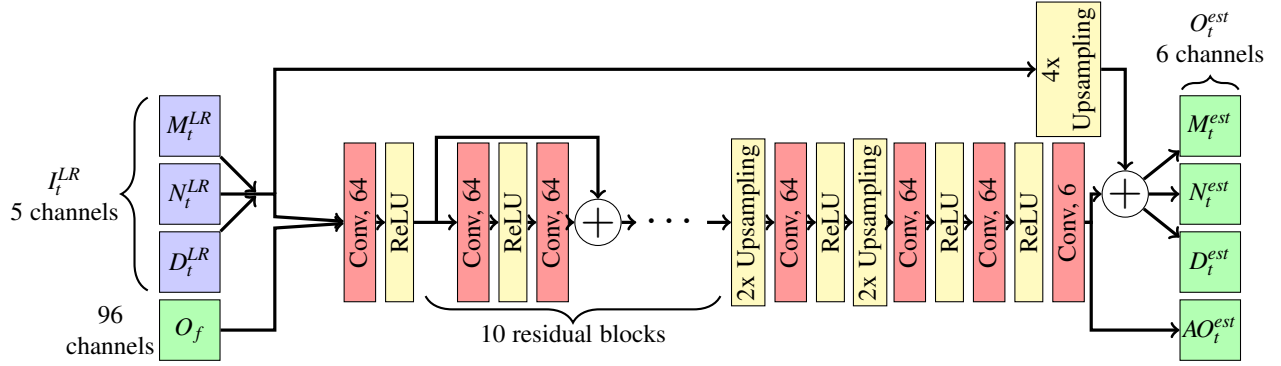 I_t^{LR}
5 channels
M_t^{LR}
N_t^{LR}
D_t^{LR}
96
channels
O_f
Conv, 64
ReLU
Conv, 64
ReLU
Conv, 64
+
· · ·
10 residual blocks
2x Upsampling
Conv, 64
ReLU
2x Upsampling
Conv, 64
ReLU
Conv, 64
ReLU
Conv, 6
4x
Upsampling
+
O_t^{est}
6 channels
M_t^{est}
N_t^{est}
D_t^{est}
AO_t^{est}